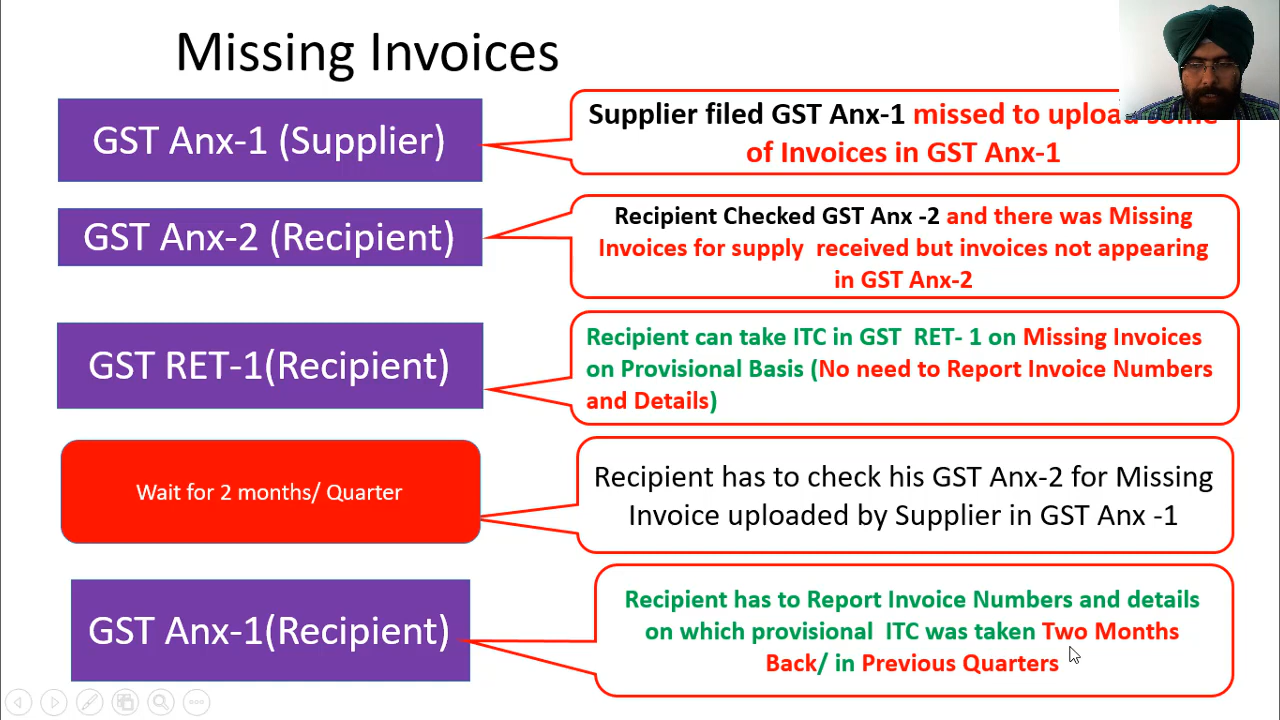 Missing Invoices
GST Anx-1 (Supplier)
Supplier filed GST Anx-1 missed to upload some
of Invoices in GST Anx-1
GST Anx-2 (Recipient)
Recipient Checked GST Anx -2 and there was Missing
Invoices for supply received but invoices not appearing
in GST Anx-2
GST RET-1(Recipient)
Recipient can take ITC in GST RET- 1 on Missing Invoices
on Provisional Basis (No need to Report Invoice Numbers
and Details)
Wait for 2 months/ Quarter
Recipient has to check his GST Anx-2 for Missing
Invoice uploaded by Supplier in GST Anx -1
GST Anx-1(Recipient)
Recipient has to Report Invoice Numbers and details
on which provisional ITC was taken Two Months
Back/ in Previous Quarters